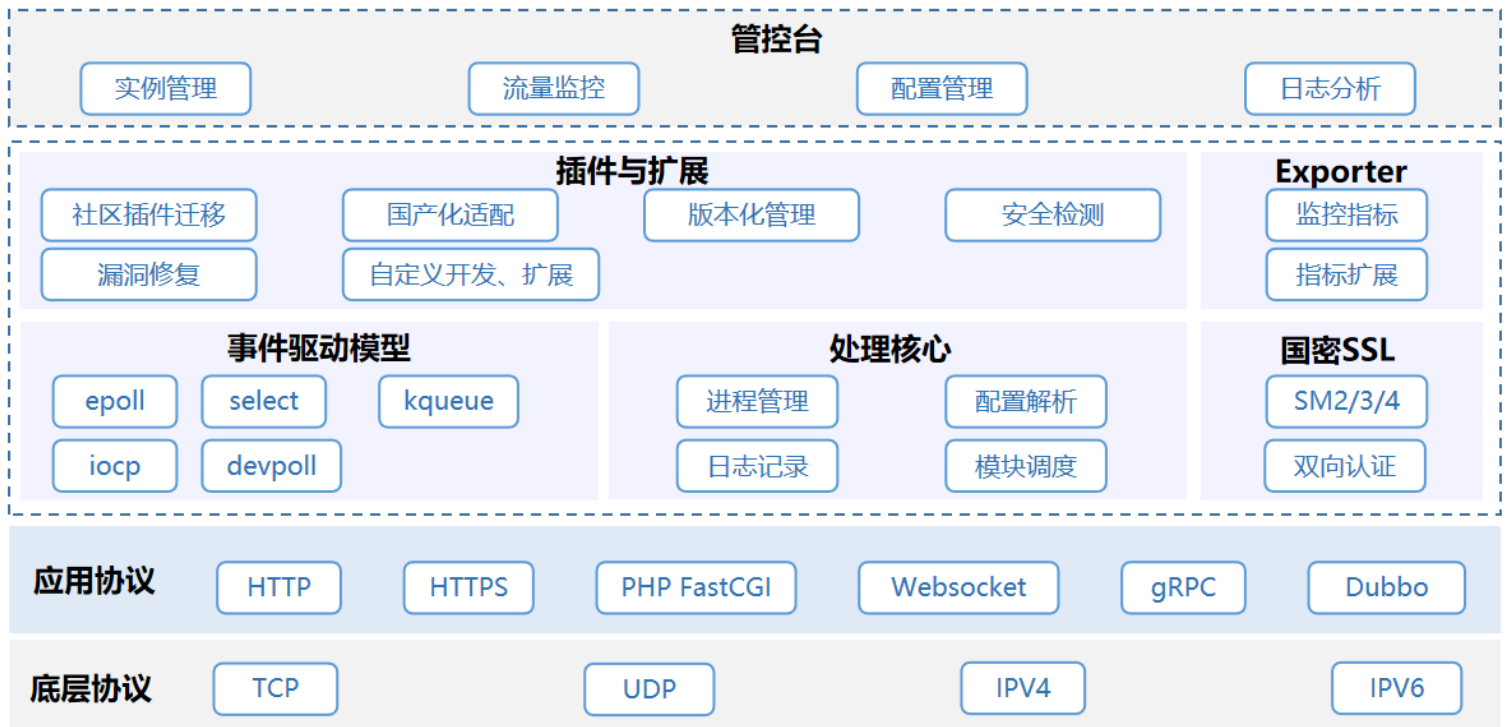 管控台
实例管理 流量监控 配置管理 日志分析
插件与扩展
社区插件迁移 国产化适配 版本化管理 安全检测
漏洞修复 自定义开发、扩展
Exporter
监控指标
指标扩展
事件驱动模型
epoll select kqueue
iocp devpoll
处理核心
进程管理 配置解析
日志记录 模块调度
国密SSL
SM2/3/4
双向认证
应用协议 HTTP HTTPS PHP FastCGI Websocket gRPC Dubbo
底层协议 TCP UDP IPV4 IPV6